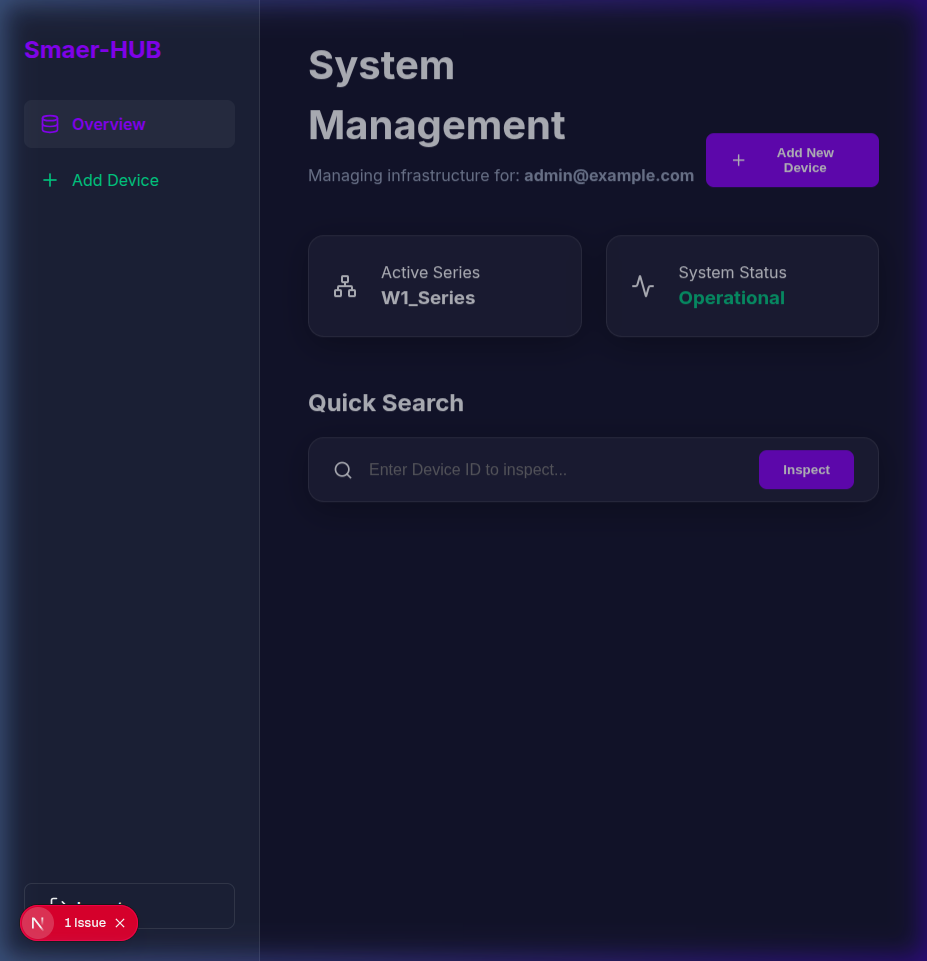 Smaer-HUB
Overview
Add Device
System
Management
Managing infrastructure for: admin@example.com
Add New
Device
Active Series
W1_Series
System Status
Operational
Quick Search
Enter Device ID to inspect...
Inspect
N
1 Issue